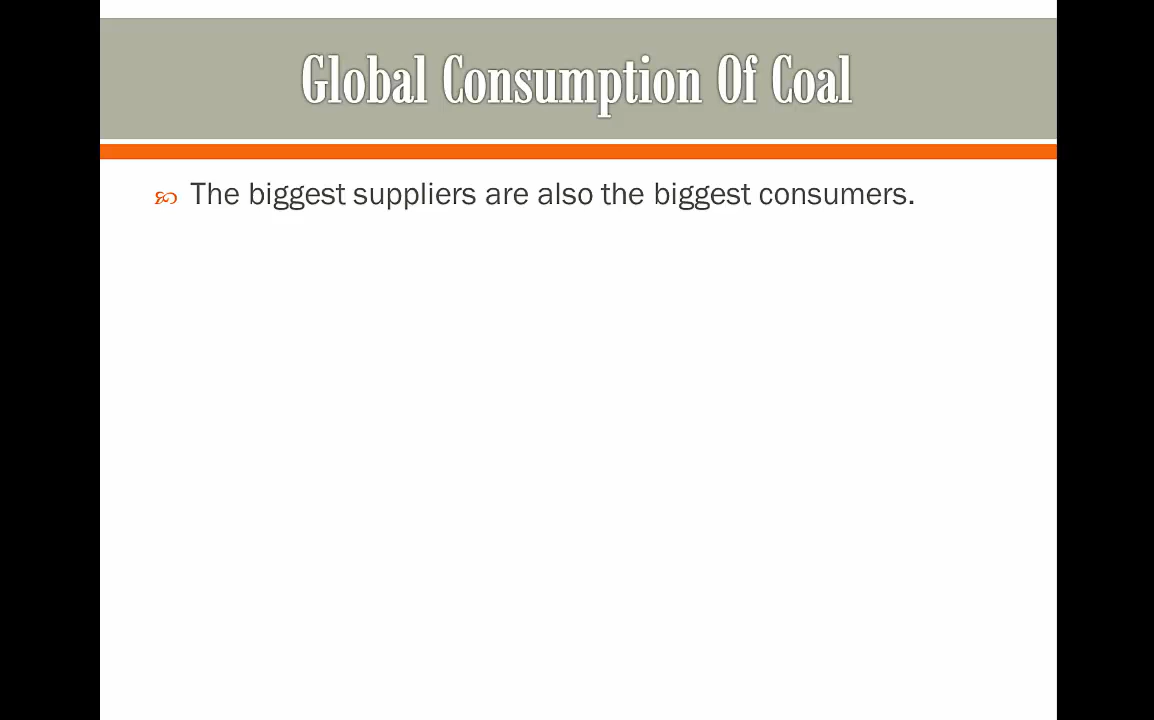 Global Consumption Of Coal
The biggest suppliers are also the biggest consumers.